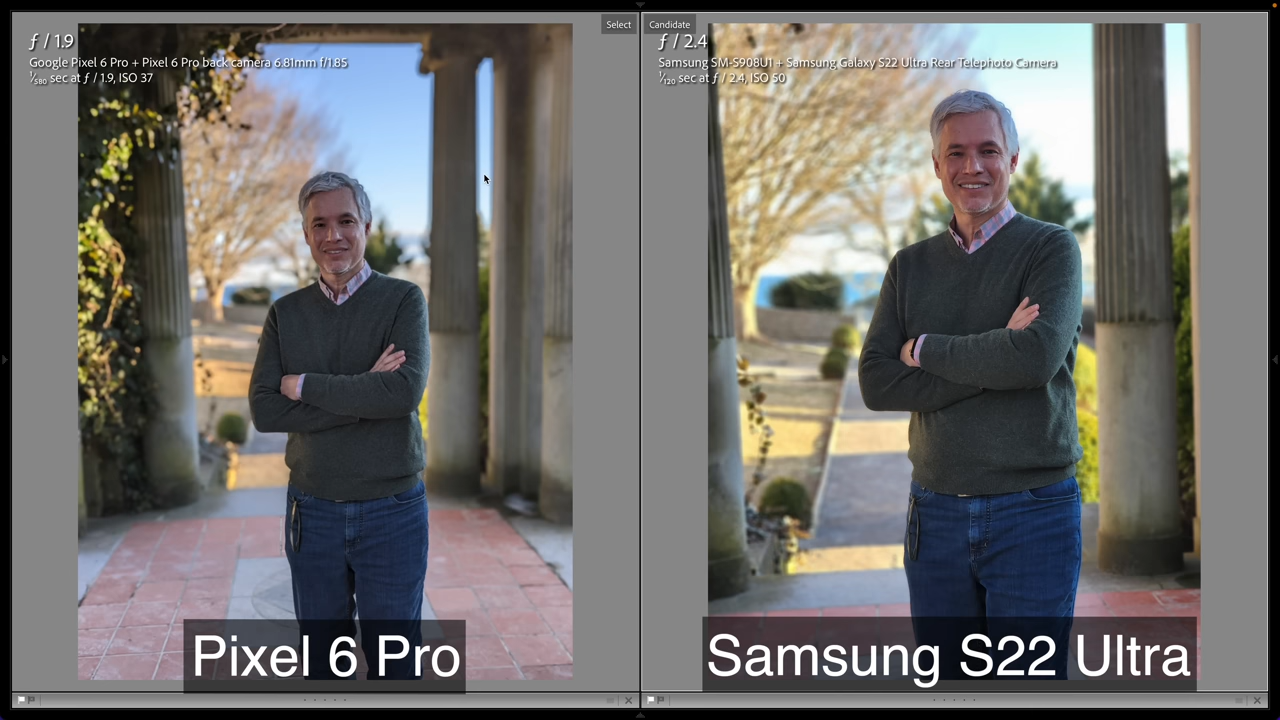 Select
Candidate
ƒ / 1.9
Google Pixel 6 Pro + Pixel 6 Pro back camera 6.81mm f/1.85
1/580 sec at ƒ / 1.9, ISO 37
ƒ / 2.4
Samsung SM-S908U1 + Samsung Galaxy S22 Ultra Rear Telephoto Camera
1/120 sec at ƒ / 2.4, ISO 50
Pixel 6 Pro
Samsung S22 Ultra